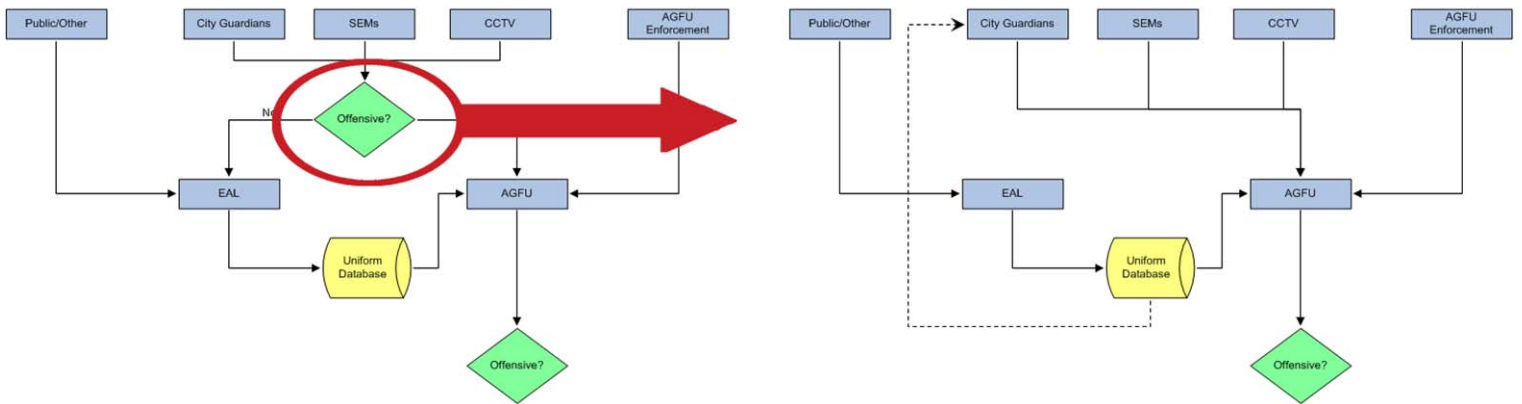 Public/Other
City Guardians
SEMs
CCTV
AGFU
Enforcement
Public/Other
City Guardians
SEMs
CCTV
AGFU
Enforcement
No
Offensive?
EAL
AGFU
EAL
AGFU
Uniform
Database
Uniform
Database
Offensive?
Offensive?